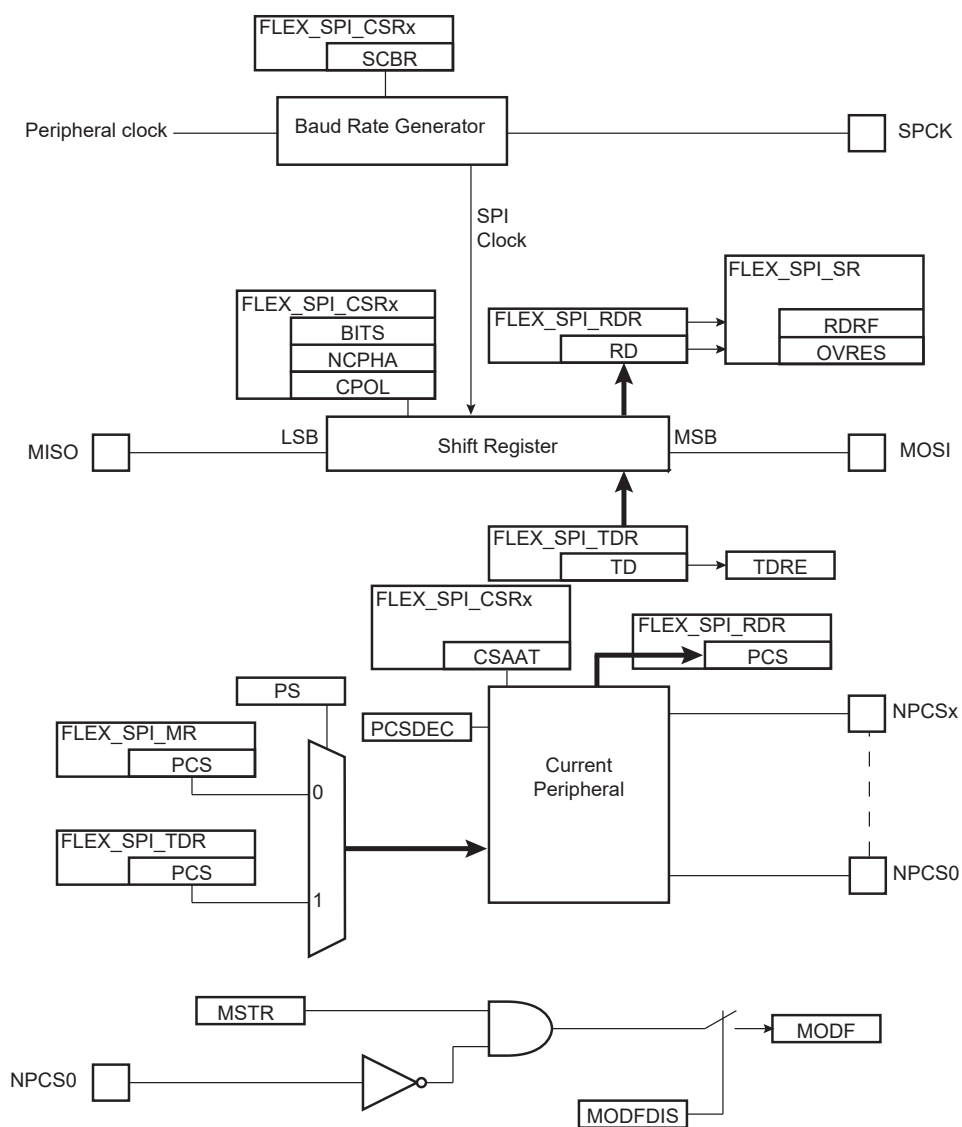 FLEX_SPI_CSRx
SCBR
Peripheral clock
Baud Rate Generator
SPCK
SPI
Clock
FLEX_SPI_CSRx
BITS
NCPHA
CPOL
FLEX_SPI_RDR
RD
FLEX_SPI_SR
RDRF
OVRES
MISO
LSB
Shift Register
MSB
MOSI
FLEX_SPI_TDR
TD
TDRE
FLEX_SPI_CSRx
CSAAT
FLEX_SPI_RDR
PCS
PS
PCSDEC
NPCSx
FLEX_SPI_MR
PCS
0
Current
Peripheral
FLEX_SPI_TDR
PCS
1
NPCS0
MSTR
MODF
NPCS0
MODFDIS